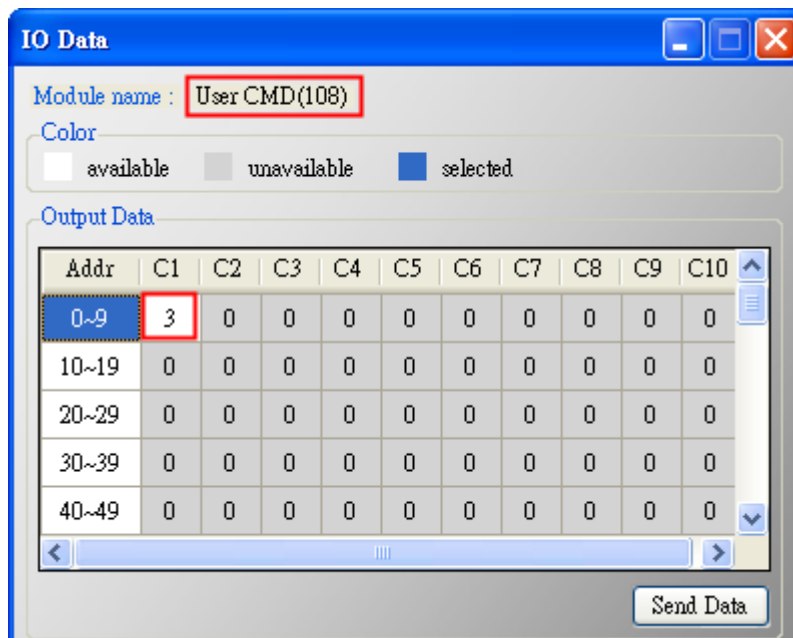 IO Data
Module name : User CMD(108)
Color
available unavailable selected
Output Data
Addr C1 C2 C3 C4 C5 C6 C7 C8 C9 C10
0~9 3 0 0 0 0 0 0 0 0 0
10~19 0 0 0 0 0 0 0 0 0 0
20~29 0 0 0 0 0 0 0 0 0 0
30~39 0 0 0 0 0 0 0 0 0 0
40~49 0 0 0 0 0 0 0 0 0 0
Send Data